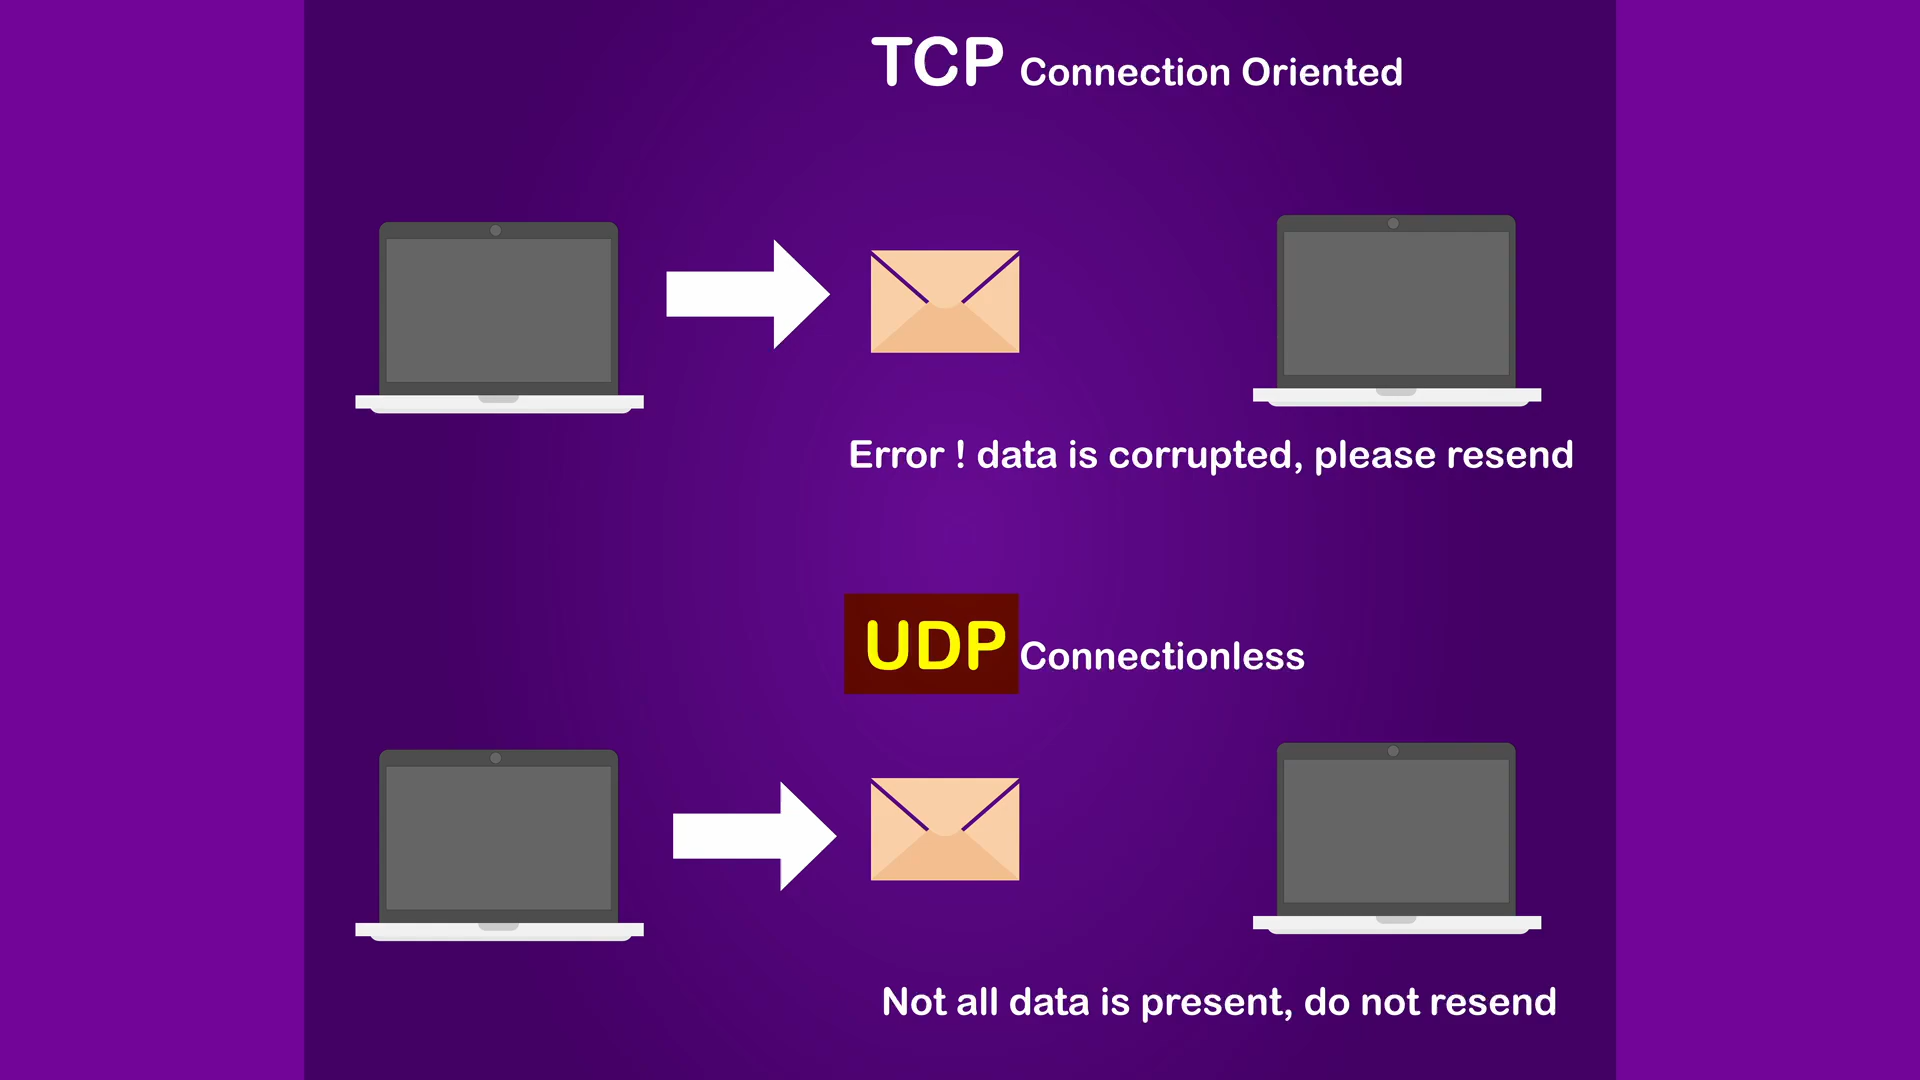 TCP Connection Oriented
Error ! data is corrupted, please resend
UDP Connectionless
Not all data is present, do not resend